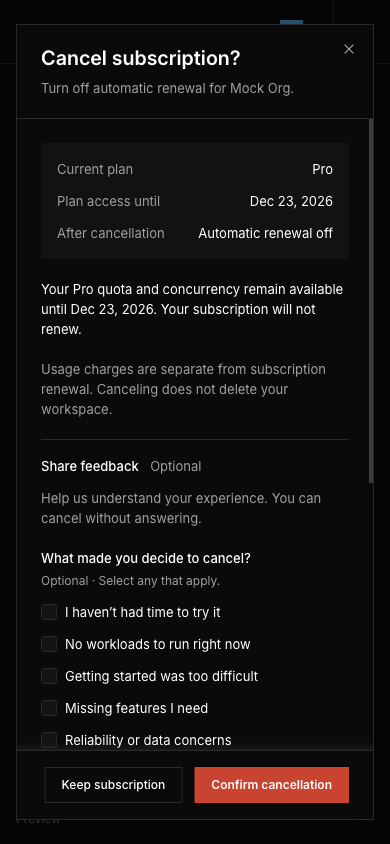 Cancel subscription?
Turn off automatic renewal for Mock Org.
Current plan Pro
Plan access until Dec 23, 2026
After cancellation Automatic renewal off
Your Pro quota and concurrency remain available
until Dec 23, 2026. Your subscription will not
renew.
Usage charges are separate from subscription
renewal. Canceling does not delete your
workspace.
Share feedback Optional
Help us understand your experience. You can
cancel without answering.
What made you decide to cancel?
Optional · Select any that apply.
I haven’t had time to try it
No workloads to run right now
Getting started was too difficult
Missing features I need
Reliability or data concerns
Keep subscription Confirm cancellation
Preview